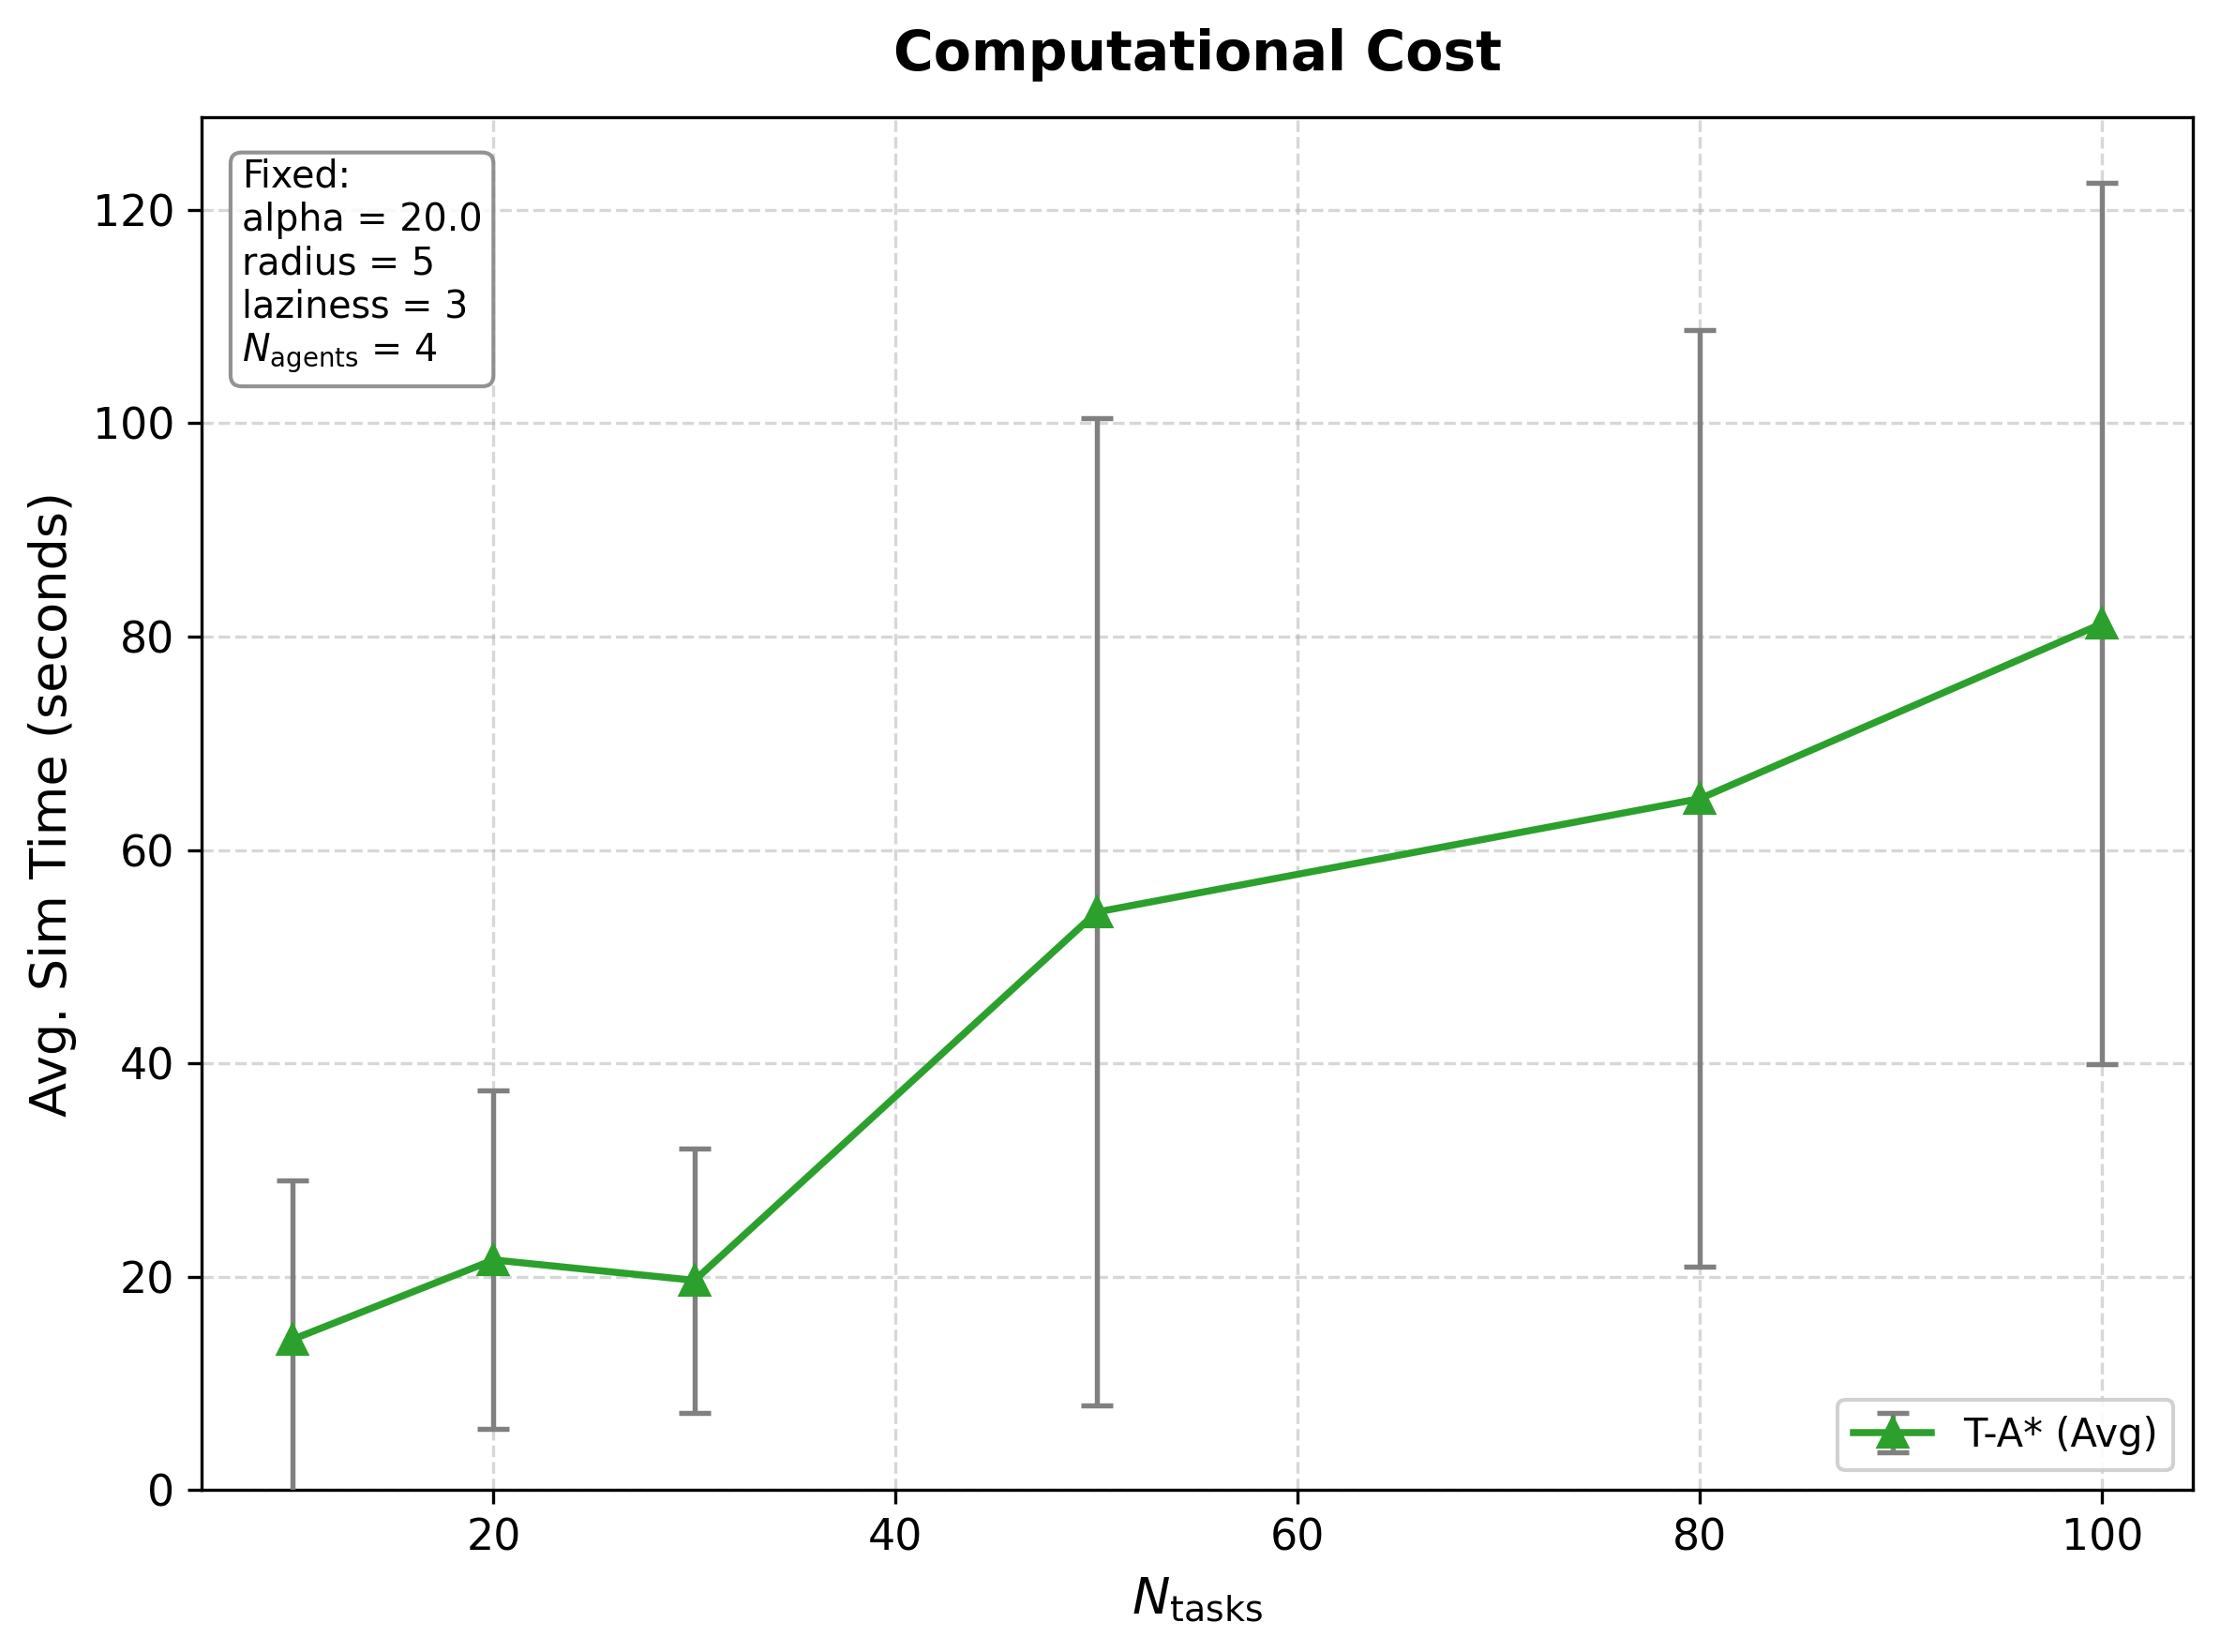 Computational Cost
Fixed:
alpha = 20.0
radius = 5
laziness = 3
N_agents = 4
120
100
80
60
40
20
0
Avg. Sim Time (seconds)
20 40 60 80 100
N_tasks
T-A* (Avg)